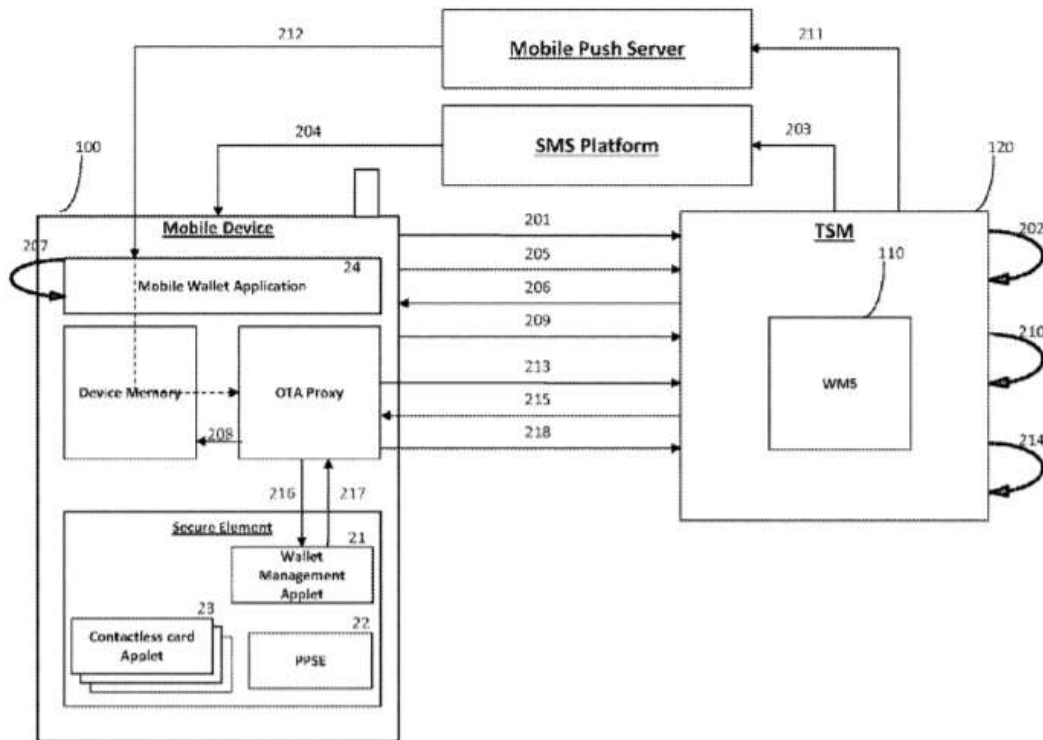 212
Mobile Push Server
211
204
SMS Platform
203
100
120
Mobile Device
201
TSM
202
207
24
205
110
Mobile Wallet Application
206
209
210
213
Device Memory
OTA Proxy
WMS
215
208
218
214
216
217
Secure Element
21
Wallet
Management
Applet
23
22
Contactless card
Applet
PPSE